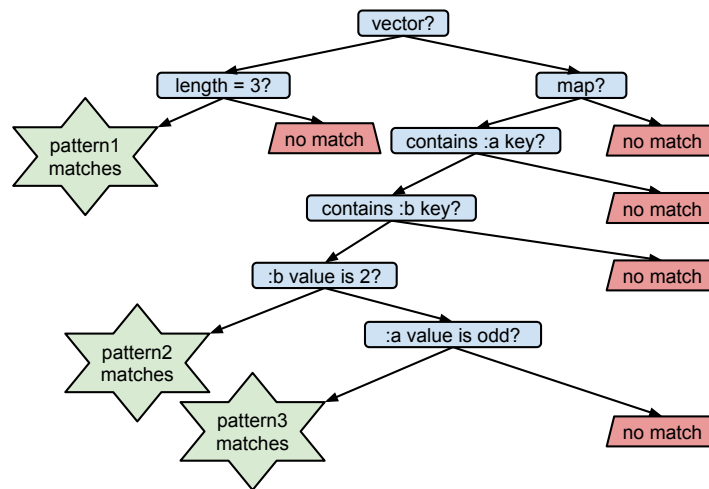 vector?
length = 3?
map?
pattern1
matches
no match
contains :a key?
no match
contains :b key?
no match
:b value is 2?
no match
pattern2
matches
:a value is odd?
pattern3
matches
no match